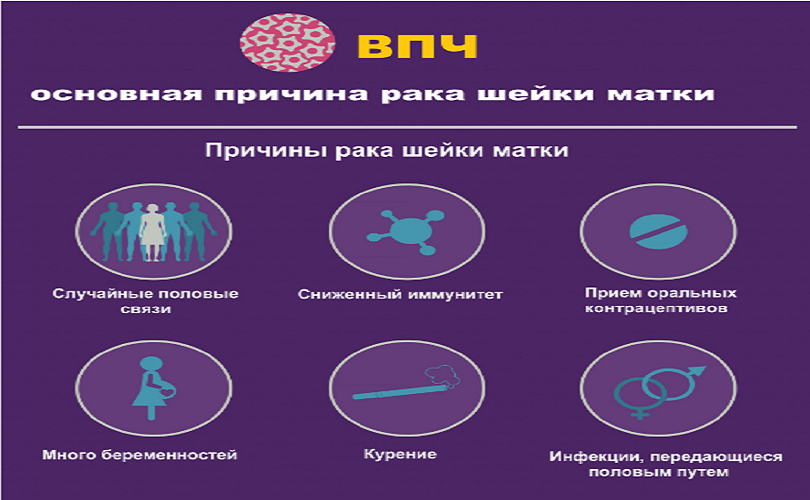 ВПЧ
основная причина рака шейки матки
Причины рака шейки матки
Случайные половые
связи
Сниженный иммунитет
Прием оральных
контрацептивов
Много беременностей
Курение
Инфекции, передающиеся
половым путем